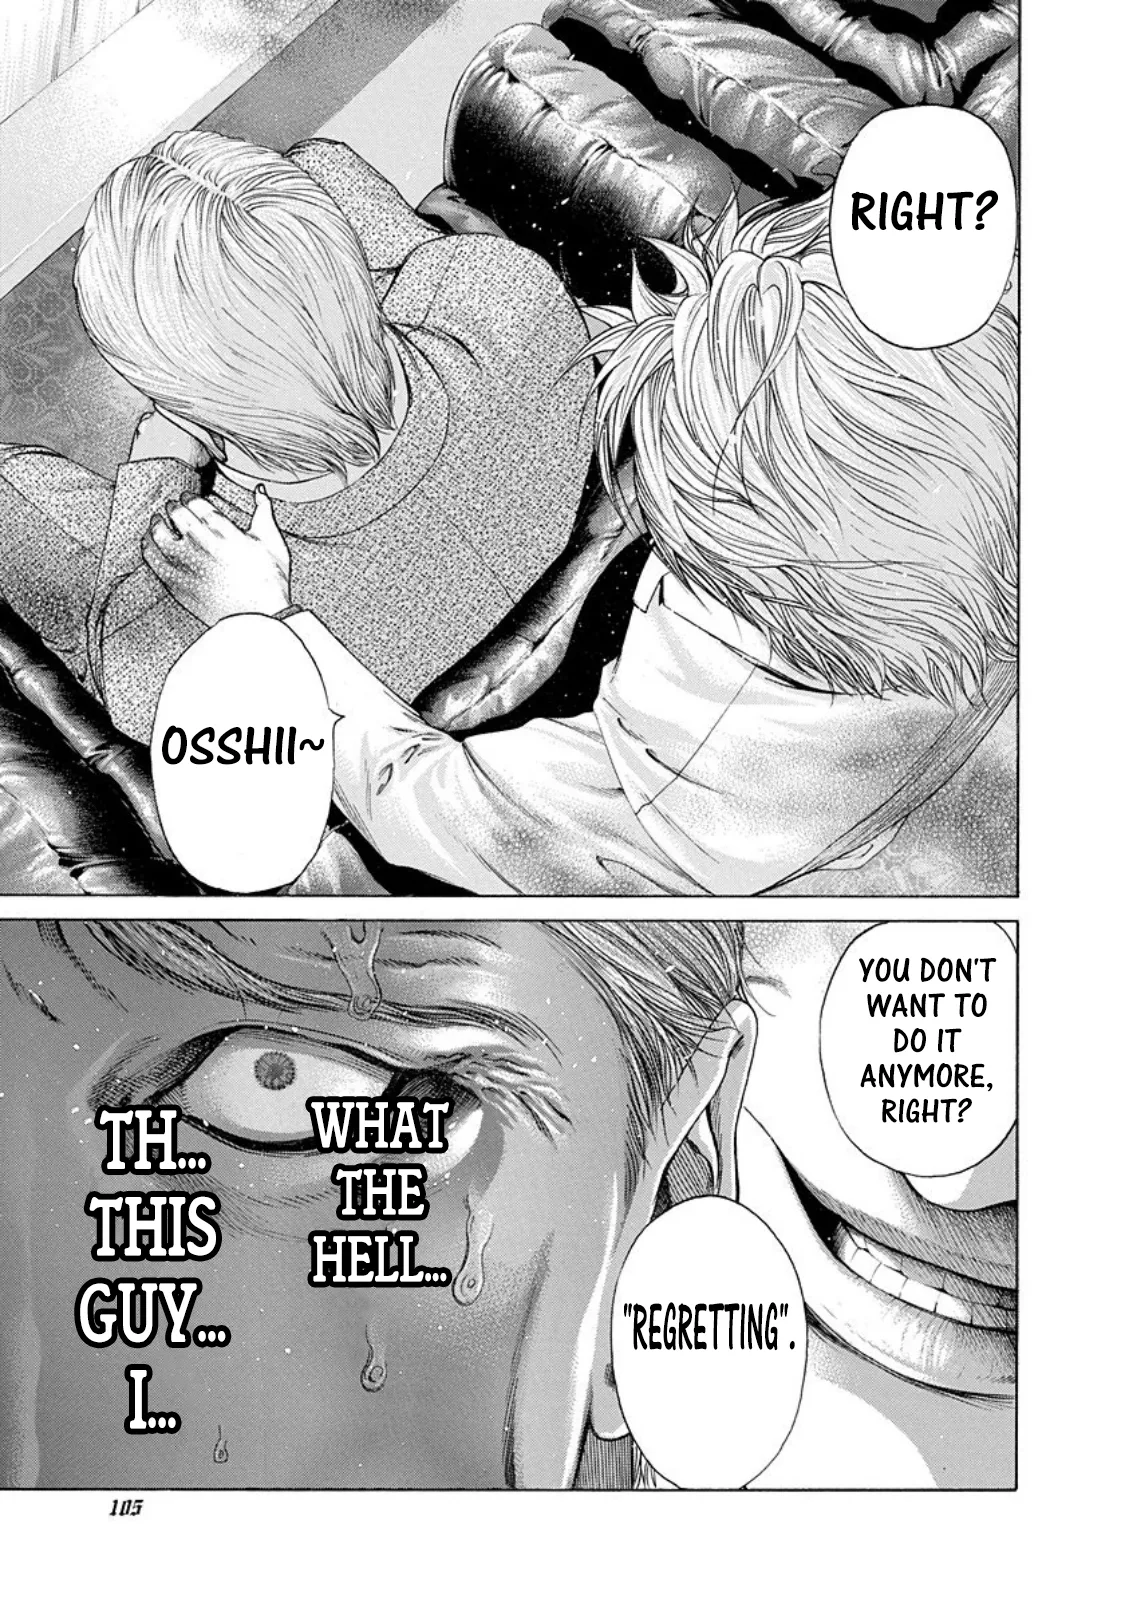 RIGHT?
OSSHII~
YOU DON'T
WANT TO
DO IT
ANYMORE,
RIGHT?
"REGRETTING".
WHAT
THE
HELL...
TH...
THIS
GUY...
I...
105